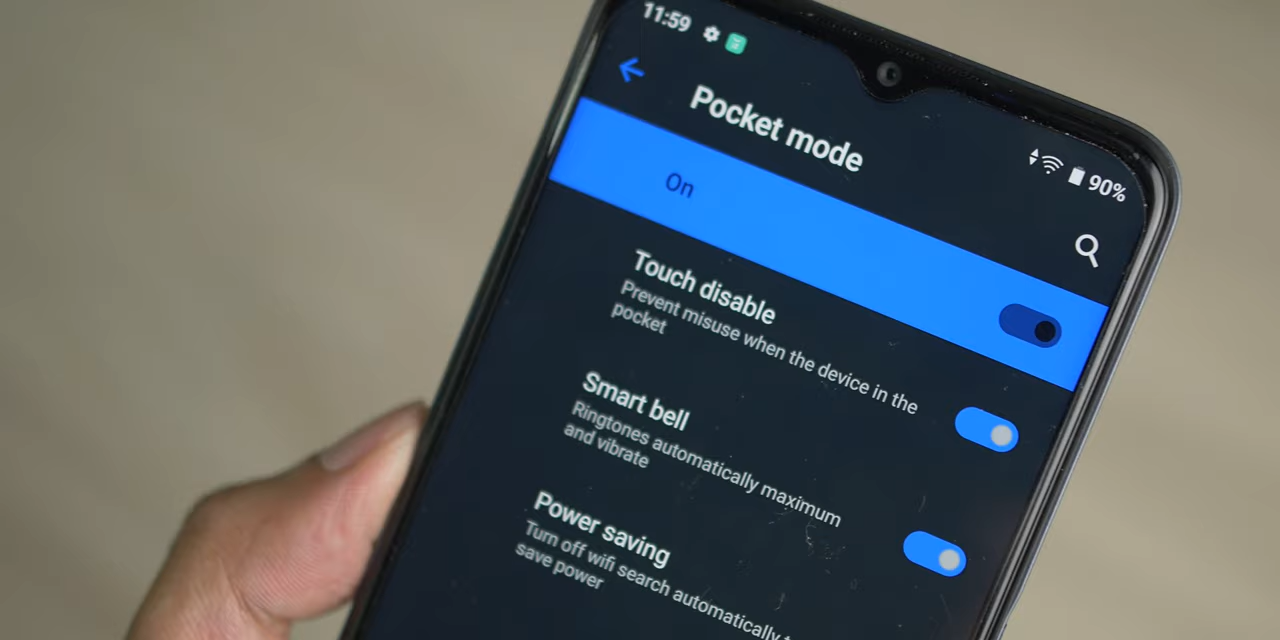 11:59
90%
Pocket mode
On
Touch disable
Prevent misuse when the device in the
pocket
Smart bell
Ringtones automatically maximum
and vibrate
Power saving
Turn off wifi search automatically
save power